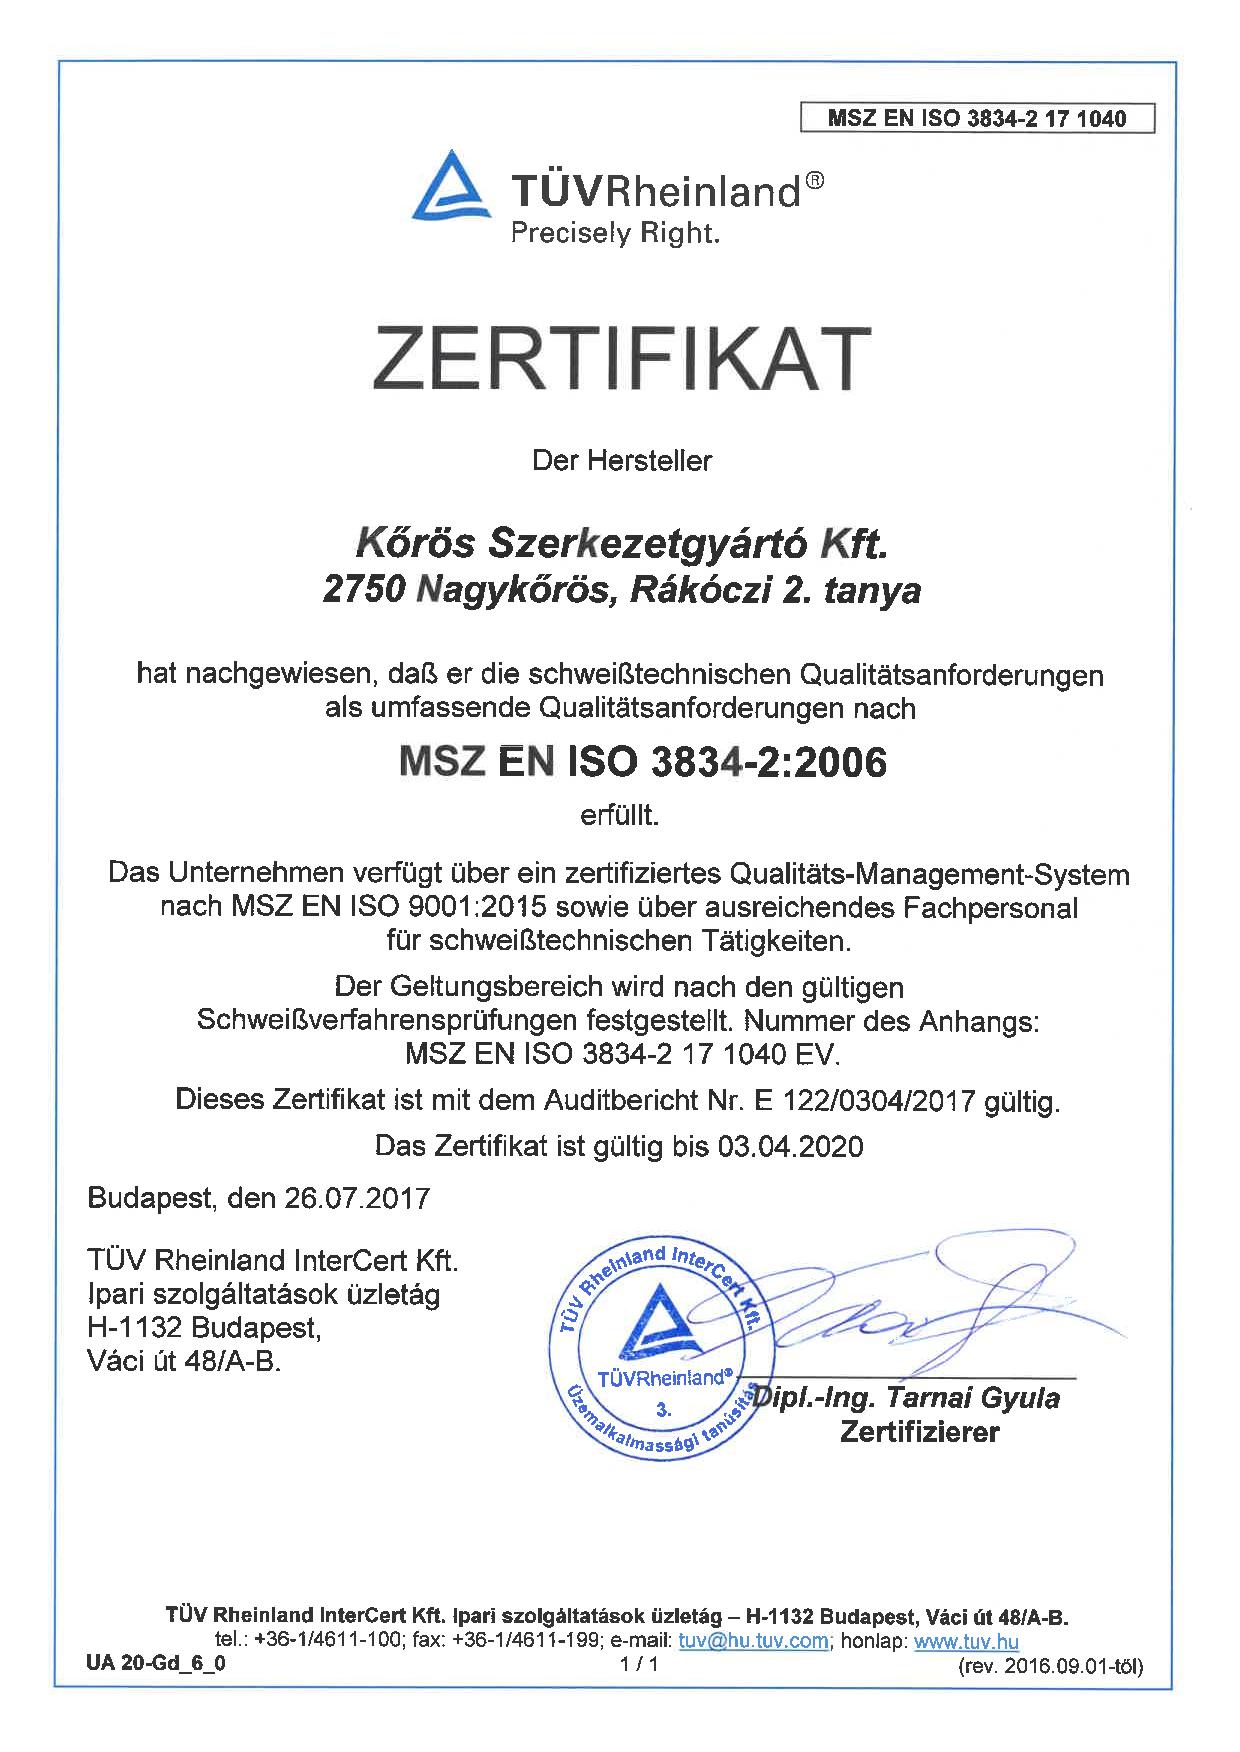 MSZ EN ISO 3834-2 17 1040
TÜVRheinland®
Precisely Right.
ZERTIFIKAT
Der Hersteller
Kőrös Szerkezetgyártó Kft.
2750 Nagykőrös, Rákóczi 2. tanya
hat nachgewiesen, daß er die schweißtechnischen Qualitätsanforderungen
als umfassende Qualitätsanforderungen nach
MSZ EN ISO 3834-2:2006
erfüllt.
Das Unternehmen verfügt über ein zertifiziertes Qualitäts-Management-System
nach MSZ EN ISO 9001:2015 sowie über ausreichendes Fachpersonal
für schweißtechnischen Tätigkeiten.
Der Geltungsbereich wird nach den gültigen
Schweißverfahrensprüfungen festgestellt. Nummer des Anhangs:
MSZ EN ISO 3834-2 17 1040 EV.
Dieses Zertifikat ist mit dem Auditbericht Nr. E 122/0304/2017 gültig.
Das Zertifikat ist gültig bis 03.04.2020
Budapest, den 26.07.2017
TÜV Rheinland InterCert Kft.
Ipari szolgáltatások üzletág
H-1132 Budapest,
Váci út 48/A-B.
TÜV Rheinland InterCert Kft.
TÜVRheinland®
3.
Üzemalkalmassági tanúsítás
Dipl.-Ing. Tarnai Gyula
Zertifizierer
TÜV Rheinland InterCert Kft. Ipari szolgáltatások üzletág – H-1132 Budapest, Váci út 48/A-B.
tel.: +36-1/4611-100; fax: +36-1/4611-199; e-mail: tuv@hu.tuv.com; honlap: www.tuv.hu
UA 20-Gd_6_0 1 / 1 (rev. 2016.09.01-től)